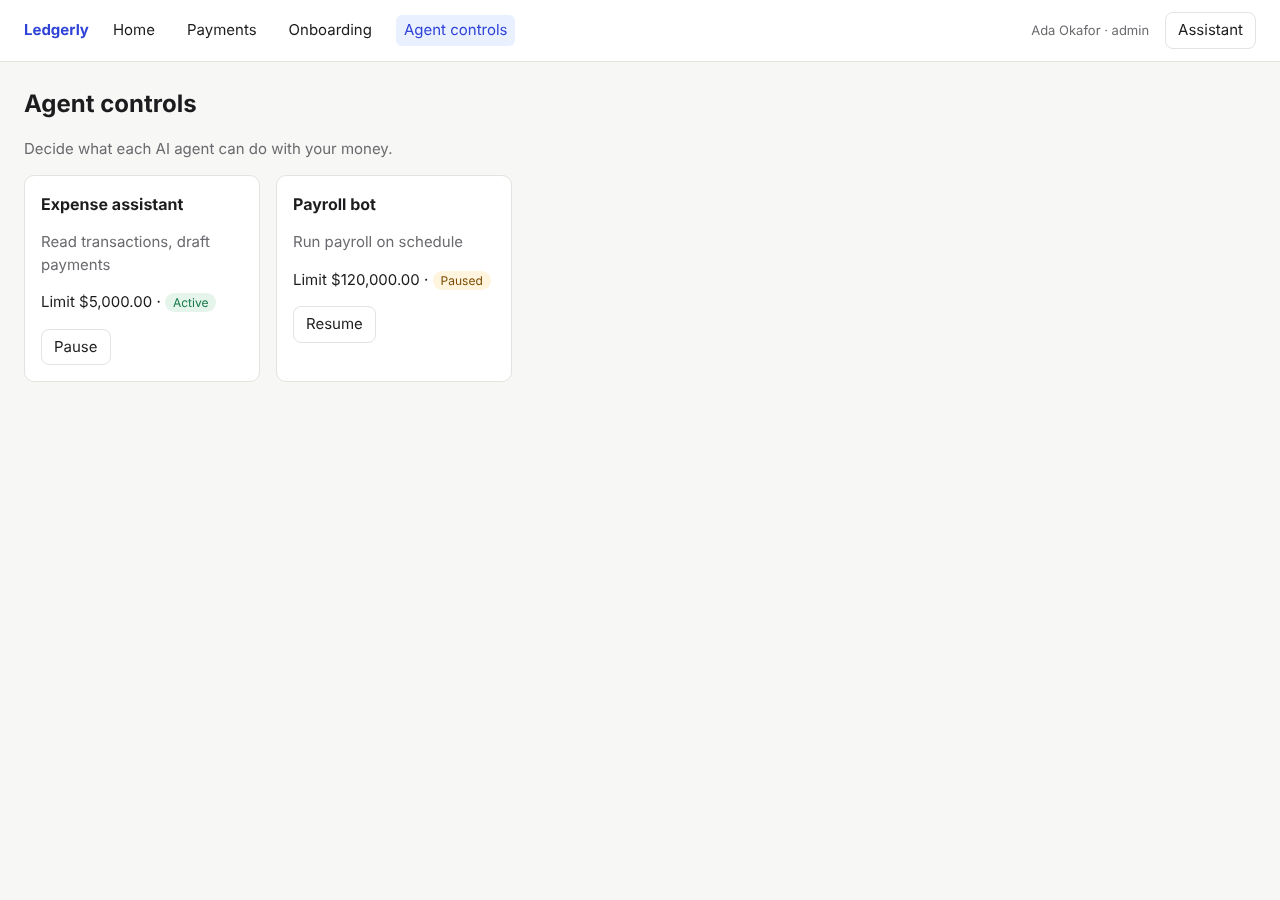 Ledgerly Home Payments Onboarding Agent controls Ada Okafor · admin Assistant
Agent controls
Decide what each AI agent can do with your money.
Expense assistant
Read transactions, draft
payments
Limit $5,000.00 · Active
Pause
Payroll bot
Run payroll on schedule
Limit $120,000.00 · Paused
Resume